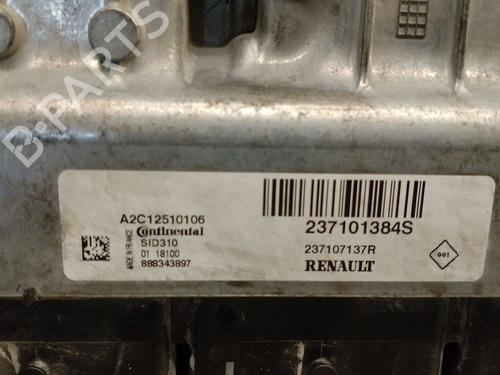 B-PARTS
A2C12510106
Continental
MADE IN FRANCE
SID310
01 18100
888343897
237101384S
237107137R
RENAULT
001